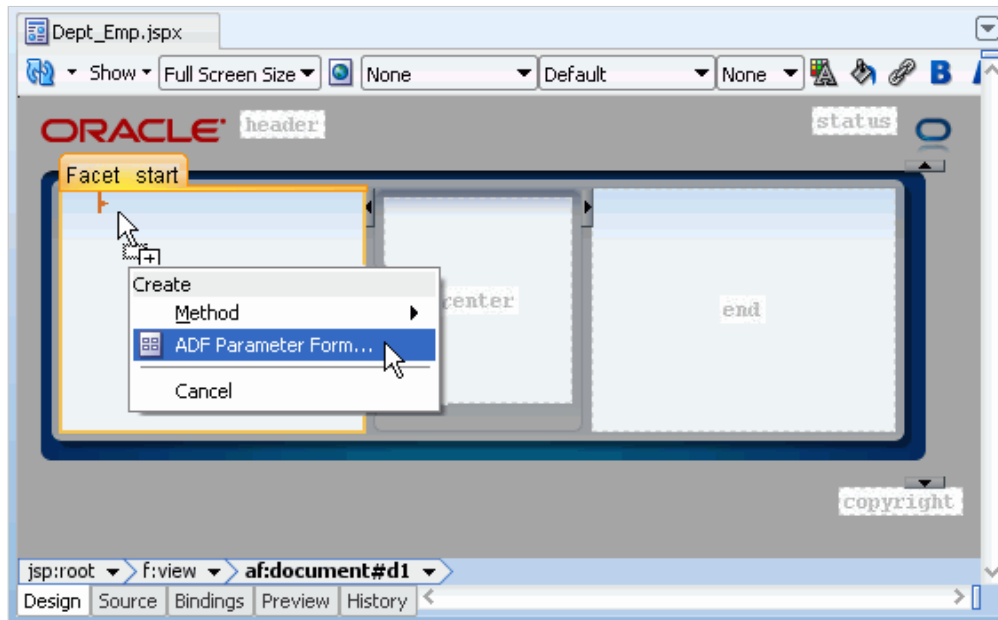 Dept_Emp.jspx
Show Full Screen Size None Default None B
ORACLE header status
Facet start
Create
Method
center
end
ADF Parameter Form...
Cancel
copyright
jsp:root f:view af:document#d1
Design Source Bindings Preview History